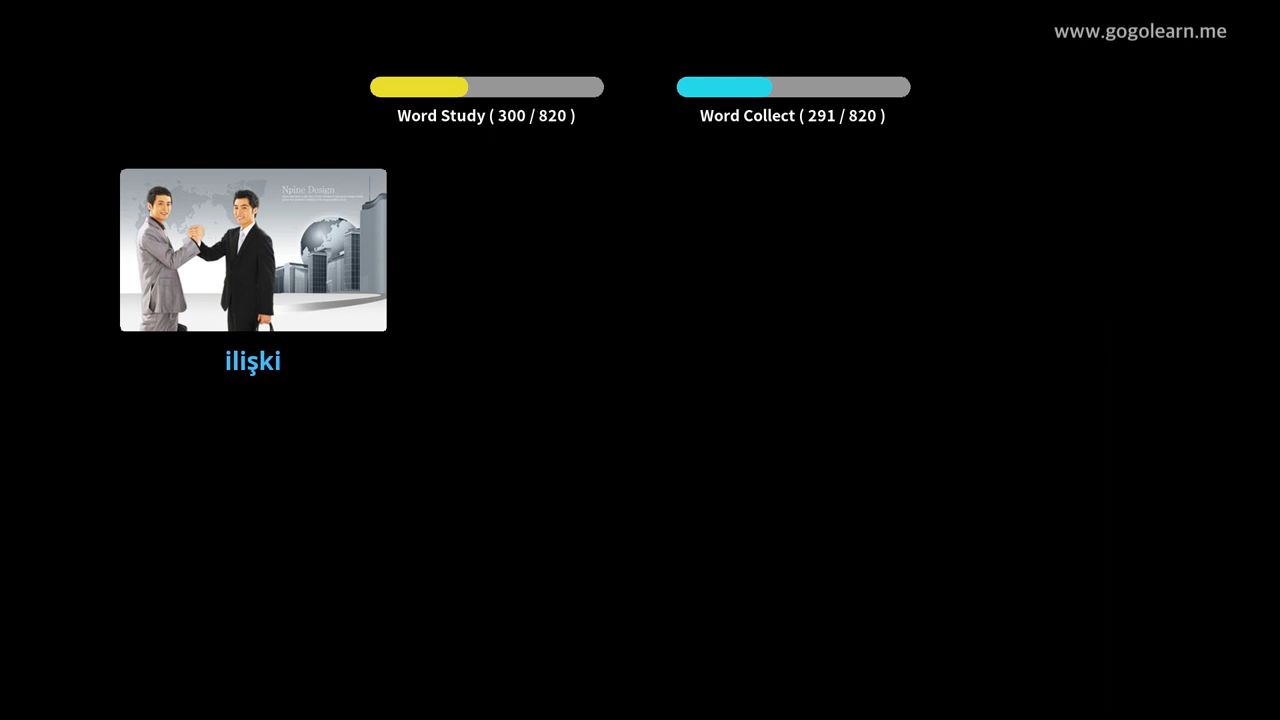 www.gogolearn.me
Word Study ( 300 / 820 )
Word Collect ( 291 / 820 )
Npine Design
ilişki